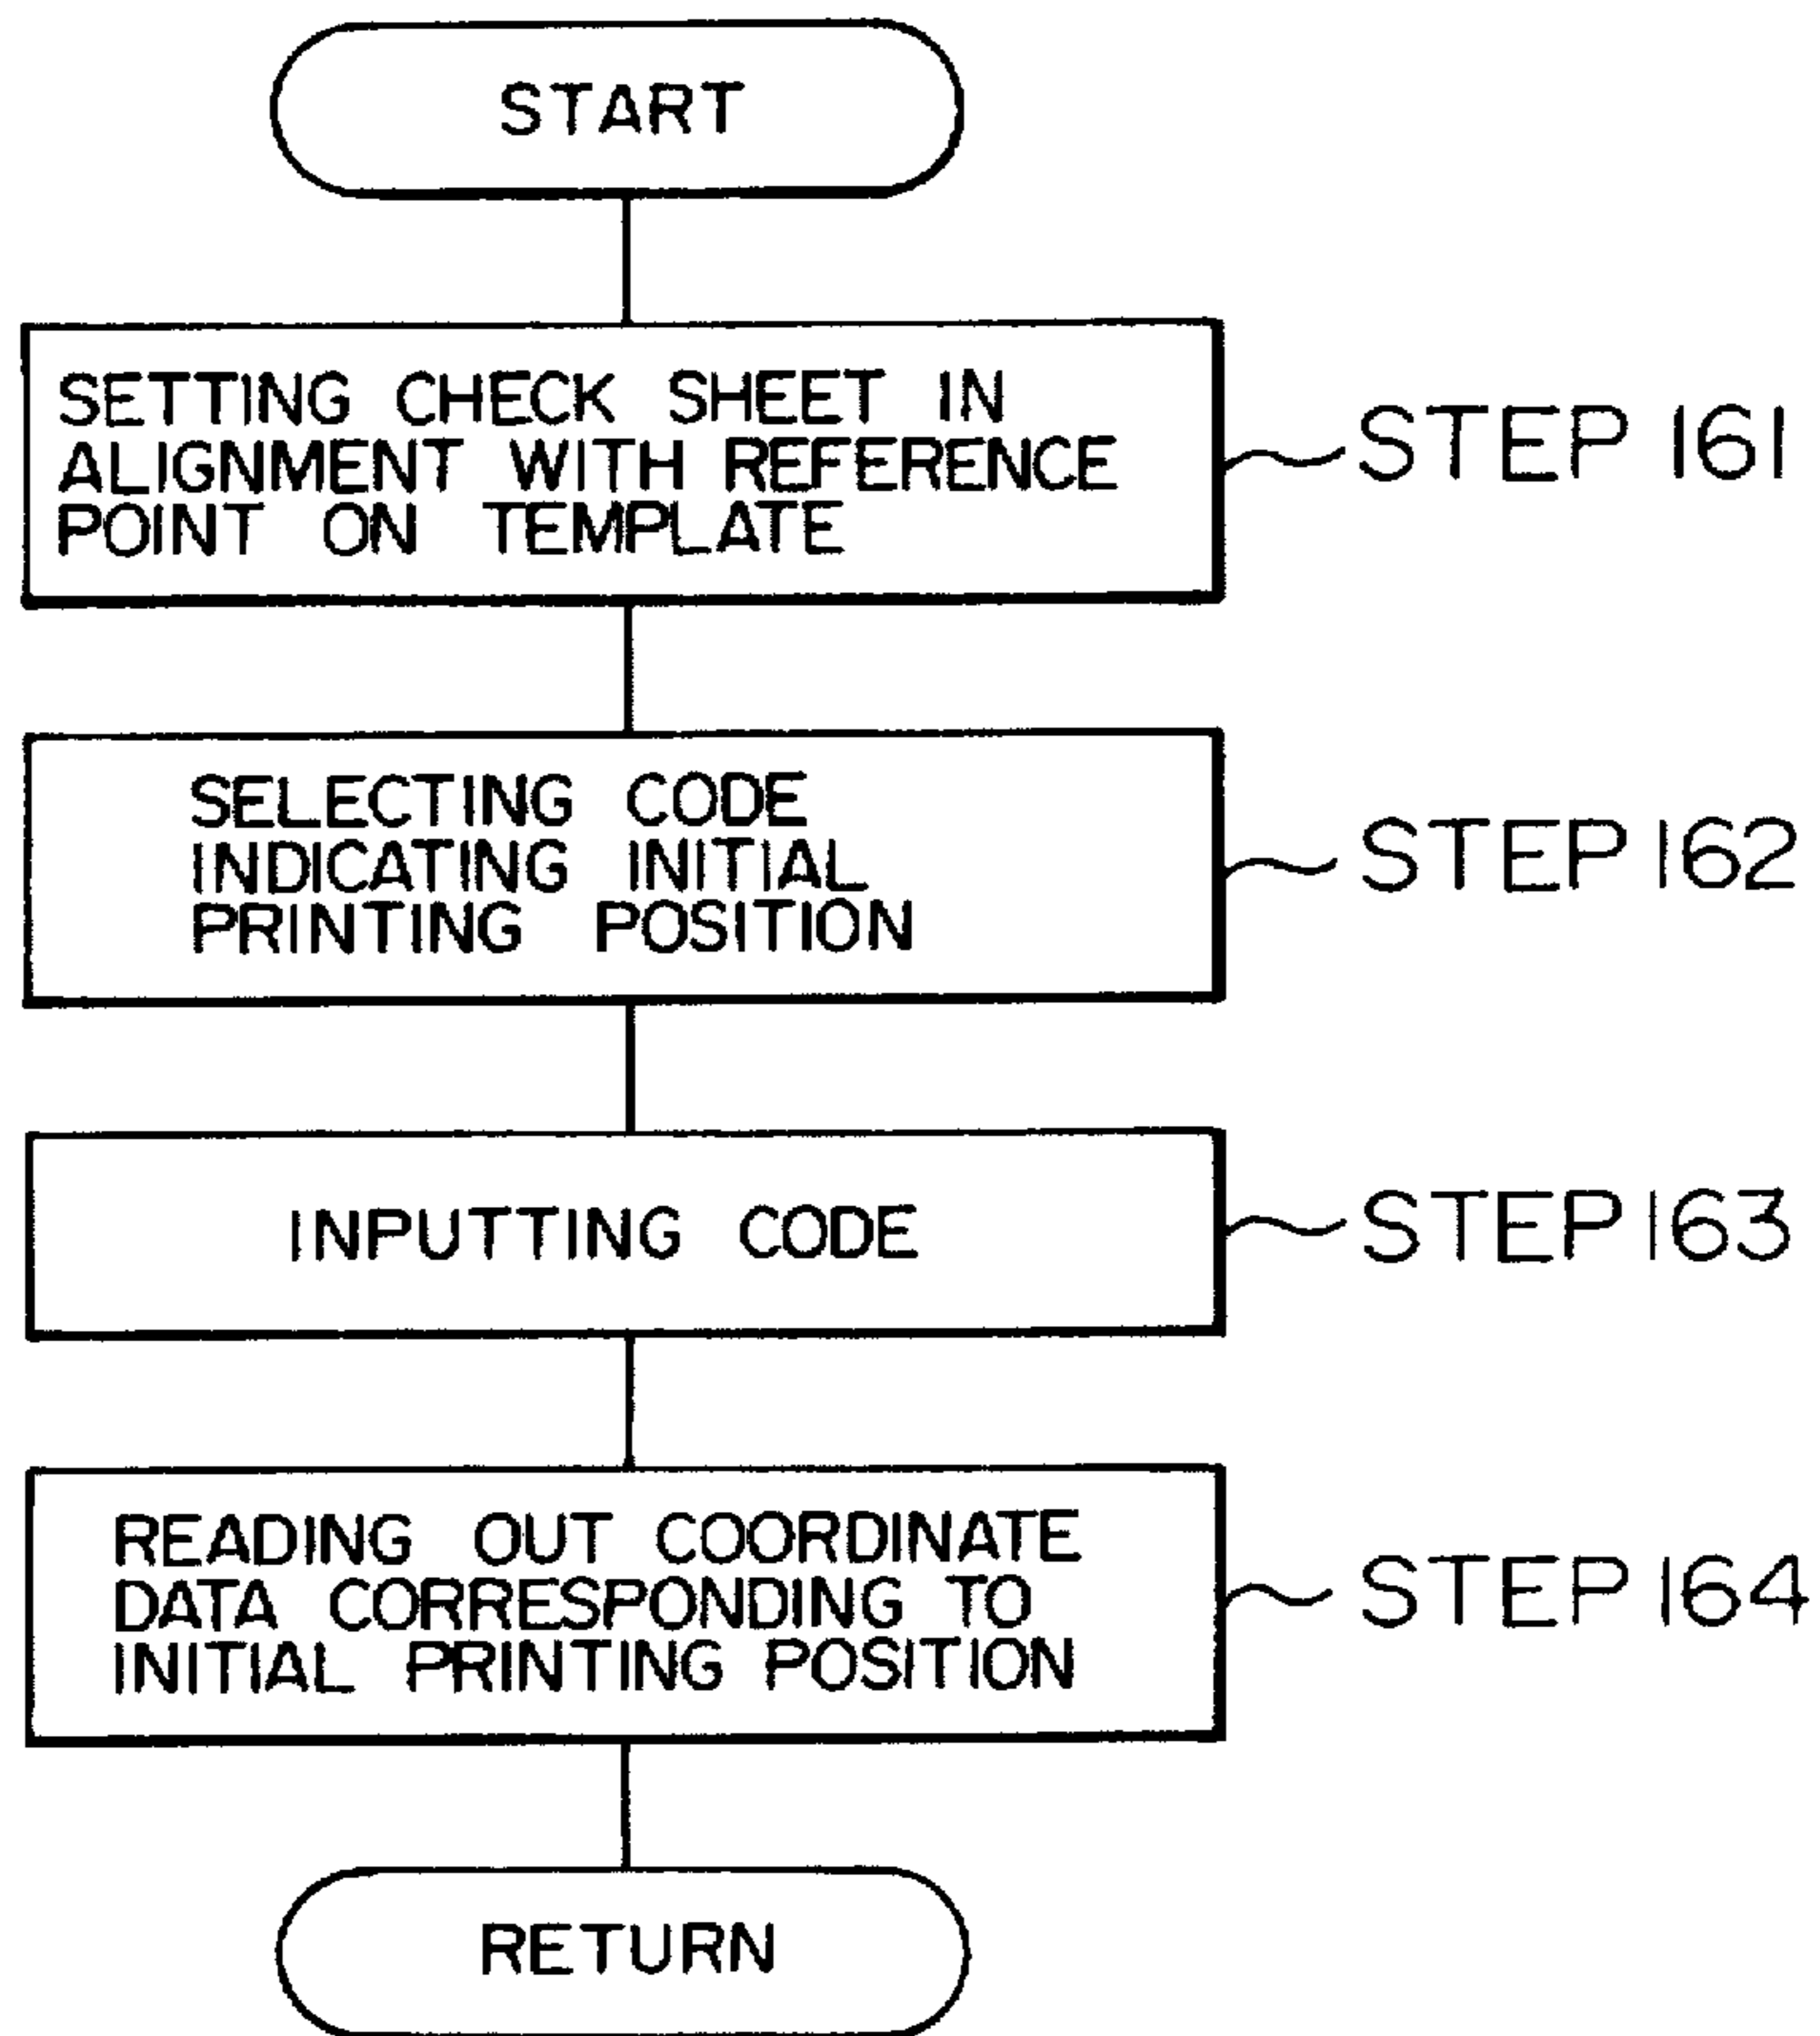 START
SETTING CHECK SHEET IN
ALIGNMENT WITH REFERENCE
POINT ON TEMPLATE
STEP 161
SELECTING CODE
INDICATING INITIAL
PRINTING POSITION
STEP 162
INPUTTING CODE
STEP 163
READING OUT COORDINATE
DATA CORRESPONDING TO
INITIAL PRINTING POSITION
STEP 164
RETURN